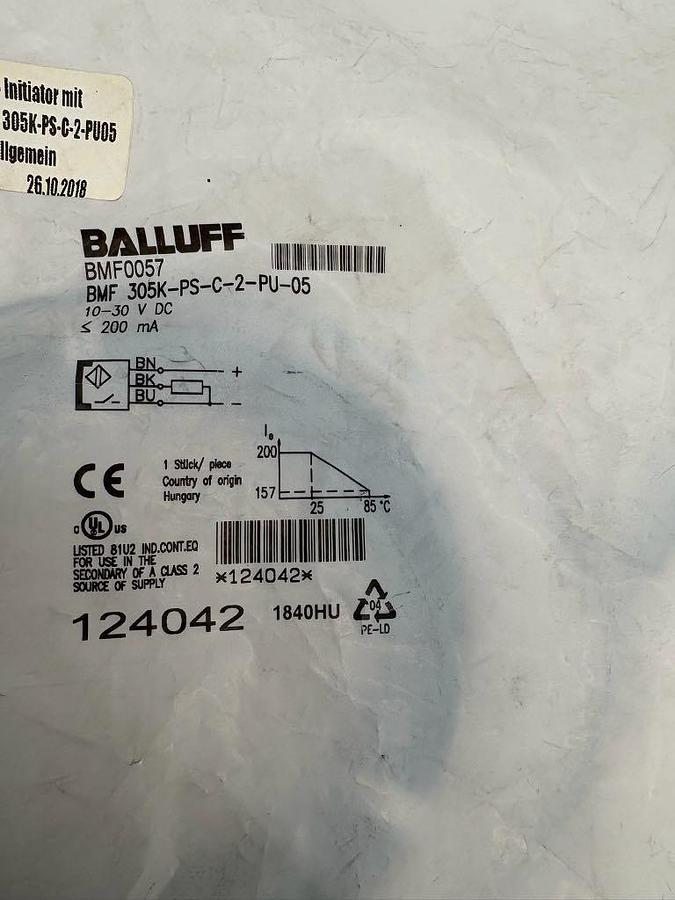 Initiator mit
305K-PS-C-2-PU05
llgemein
26.10.2018
BALLUFF
BMF0057
BMF 305K-PS-C-2-PU-05
10-30 V DC
≤ 200 mA
BN +
BK
BU -
Ie
200
157
25 85 °C
CE
1 Stück/ piece
Country of origin
Hungary
c UL us
LISTED 81U2 IND.CONT.EQ
FOR USE IN THE
SECONDARY OF A CLASS 2
SOURCE OF SUPPLY
*124042*
124042
1840HU
04
PE-LD